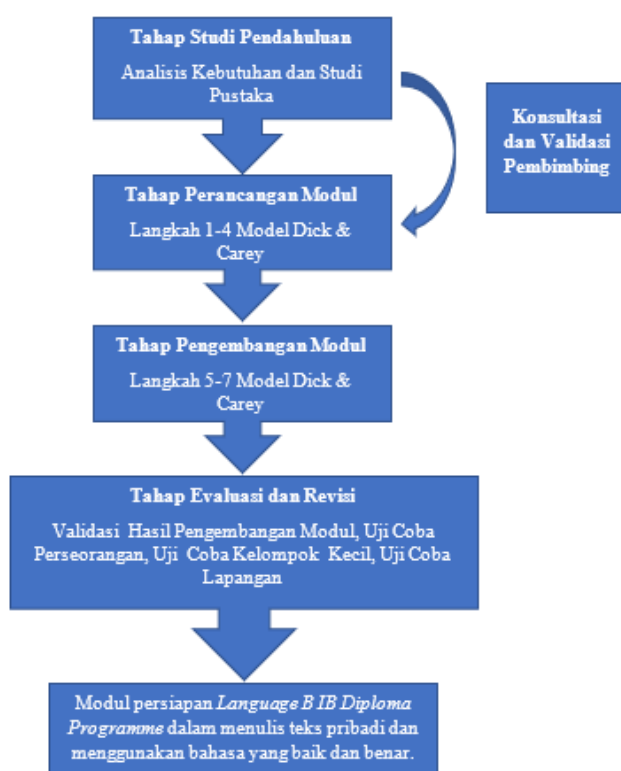 Tahap Studi Pendahuluan
Analisis Kebutuhan dan Studi
Pustaka
Konsultasi
dan Validasi
Pembimbing
Tahap Perancangan Modul
Langkah 1-4 Model Dick &
Carey
Tahap Pengembangan Modul
Langkah 5-7 Model Dick &
Carey
Tahap Evaluasi dan Revisi
Validasi Hasil Pengembangan Modul, Uji Coba
Perseorangan, Uji Coba Kelompok Kecil, Uji Coba
Lapangan
Modul persiapan Language B IB Diploma
Programme dalam menulis teks pribadi dan
menggunakan bahasa yang baik dan benar.